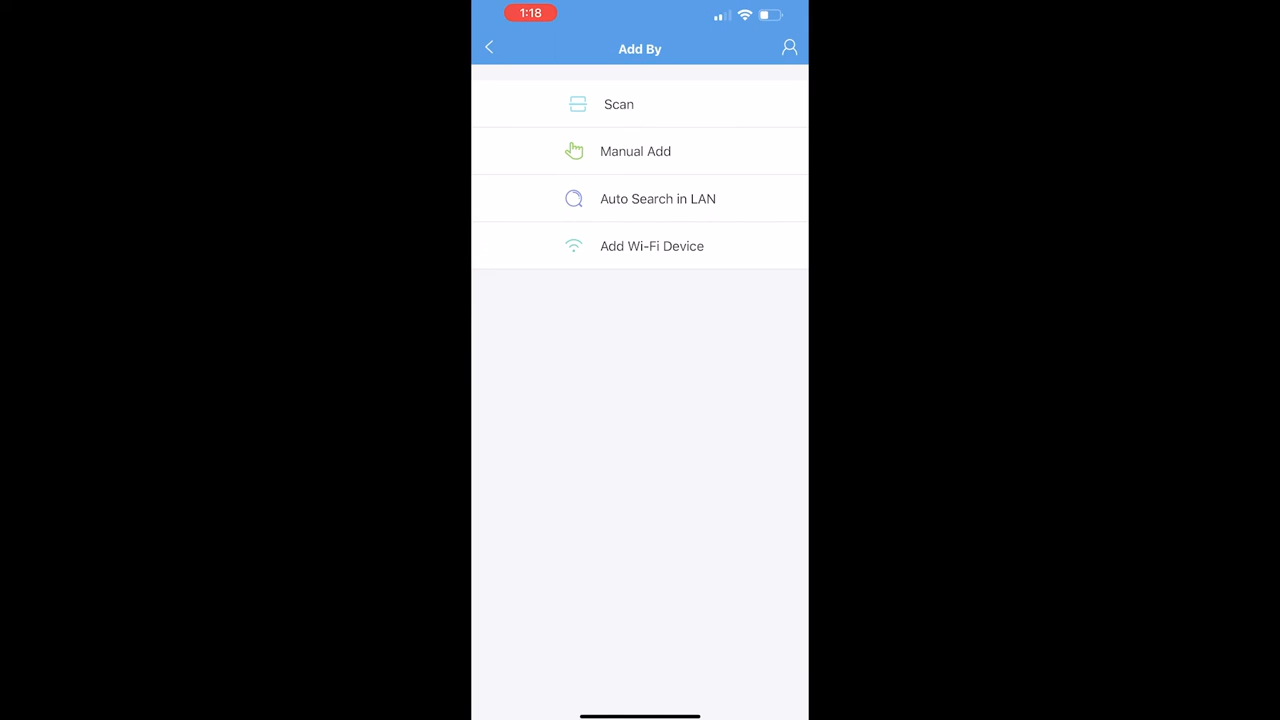 1:18
Add By
Scan
Manual Add
Auto Search in LAN
Add Wi-Fi Device